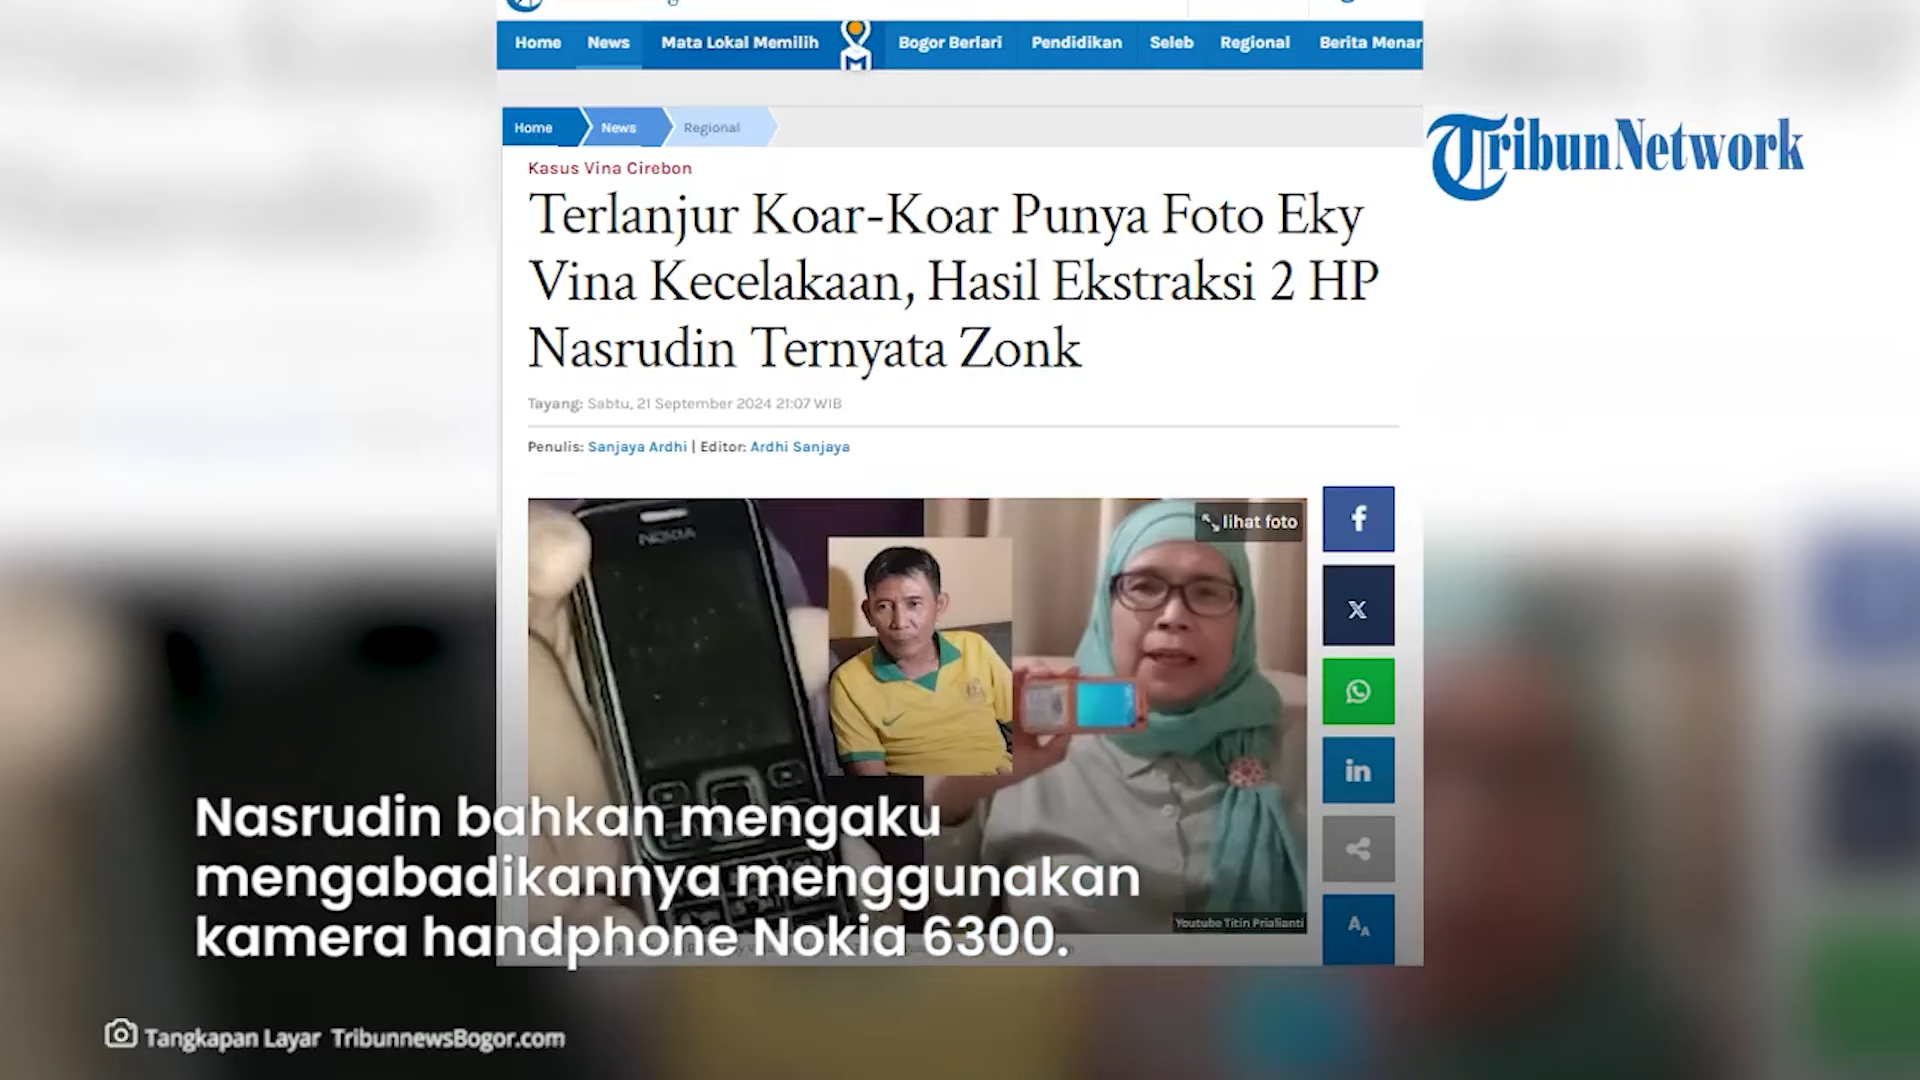 Home News Mata Lokal Memilih Bogor Berlari Pendidikan Seleb Regional Berita Menar
Home News Regional
TribunNetwork
Kasus Vina Cirebon
Terlanjur Koar-Koar Punya Foto Eky
Vina Kecelakaan, Hasil Ekstraksi 2 HP
Nasrudin Ternyata Zonk
Tayang: Sabtu, 21 September 2024 21:07 WIB
Penulis: Sanjaya Ardhi | Editor: Ardhi Sanjaya
lihat foto
NOKIA
Nasrudin bahkan mengaku
mengabadikannya menggunakan
kamera handphone Nokia 6300.
Youtube Titin Prialianti
Tangkapan Layar TribunnewsBogor.com